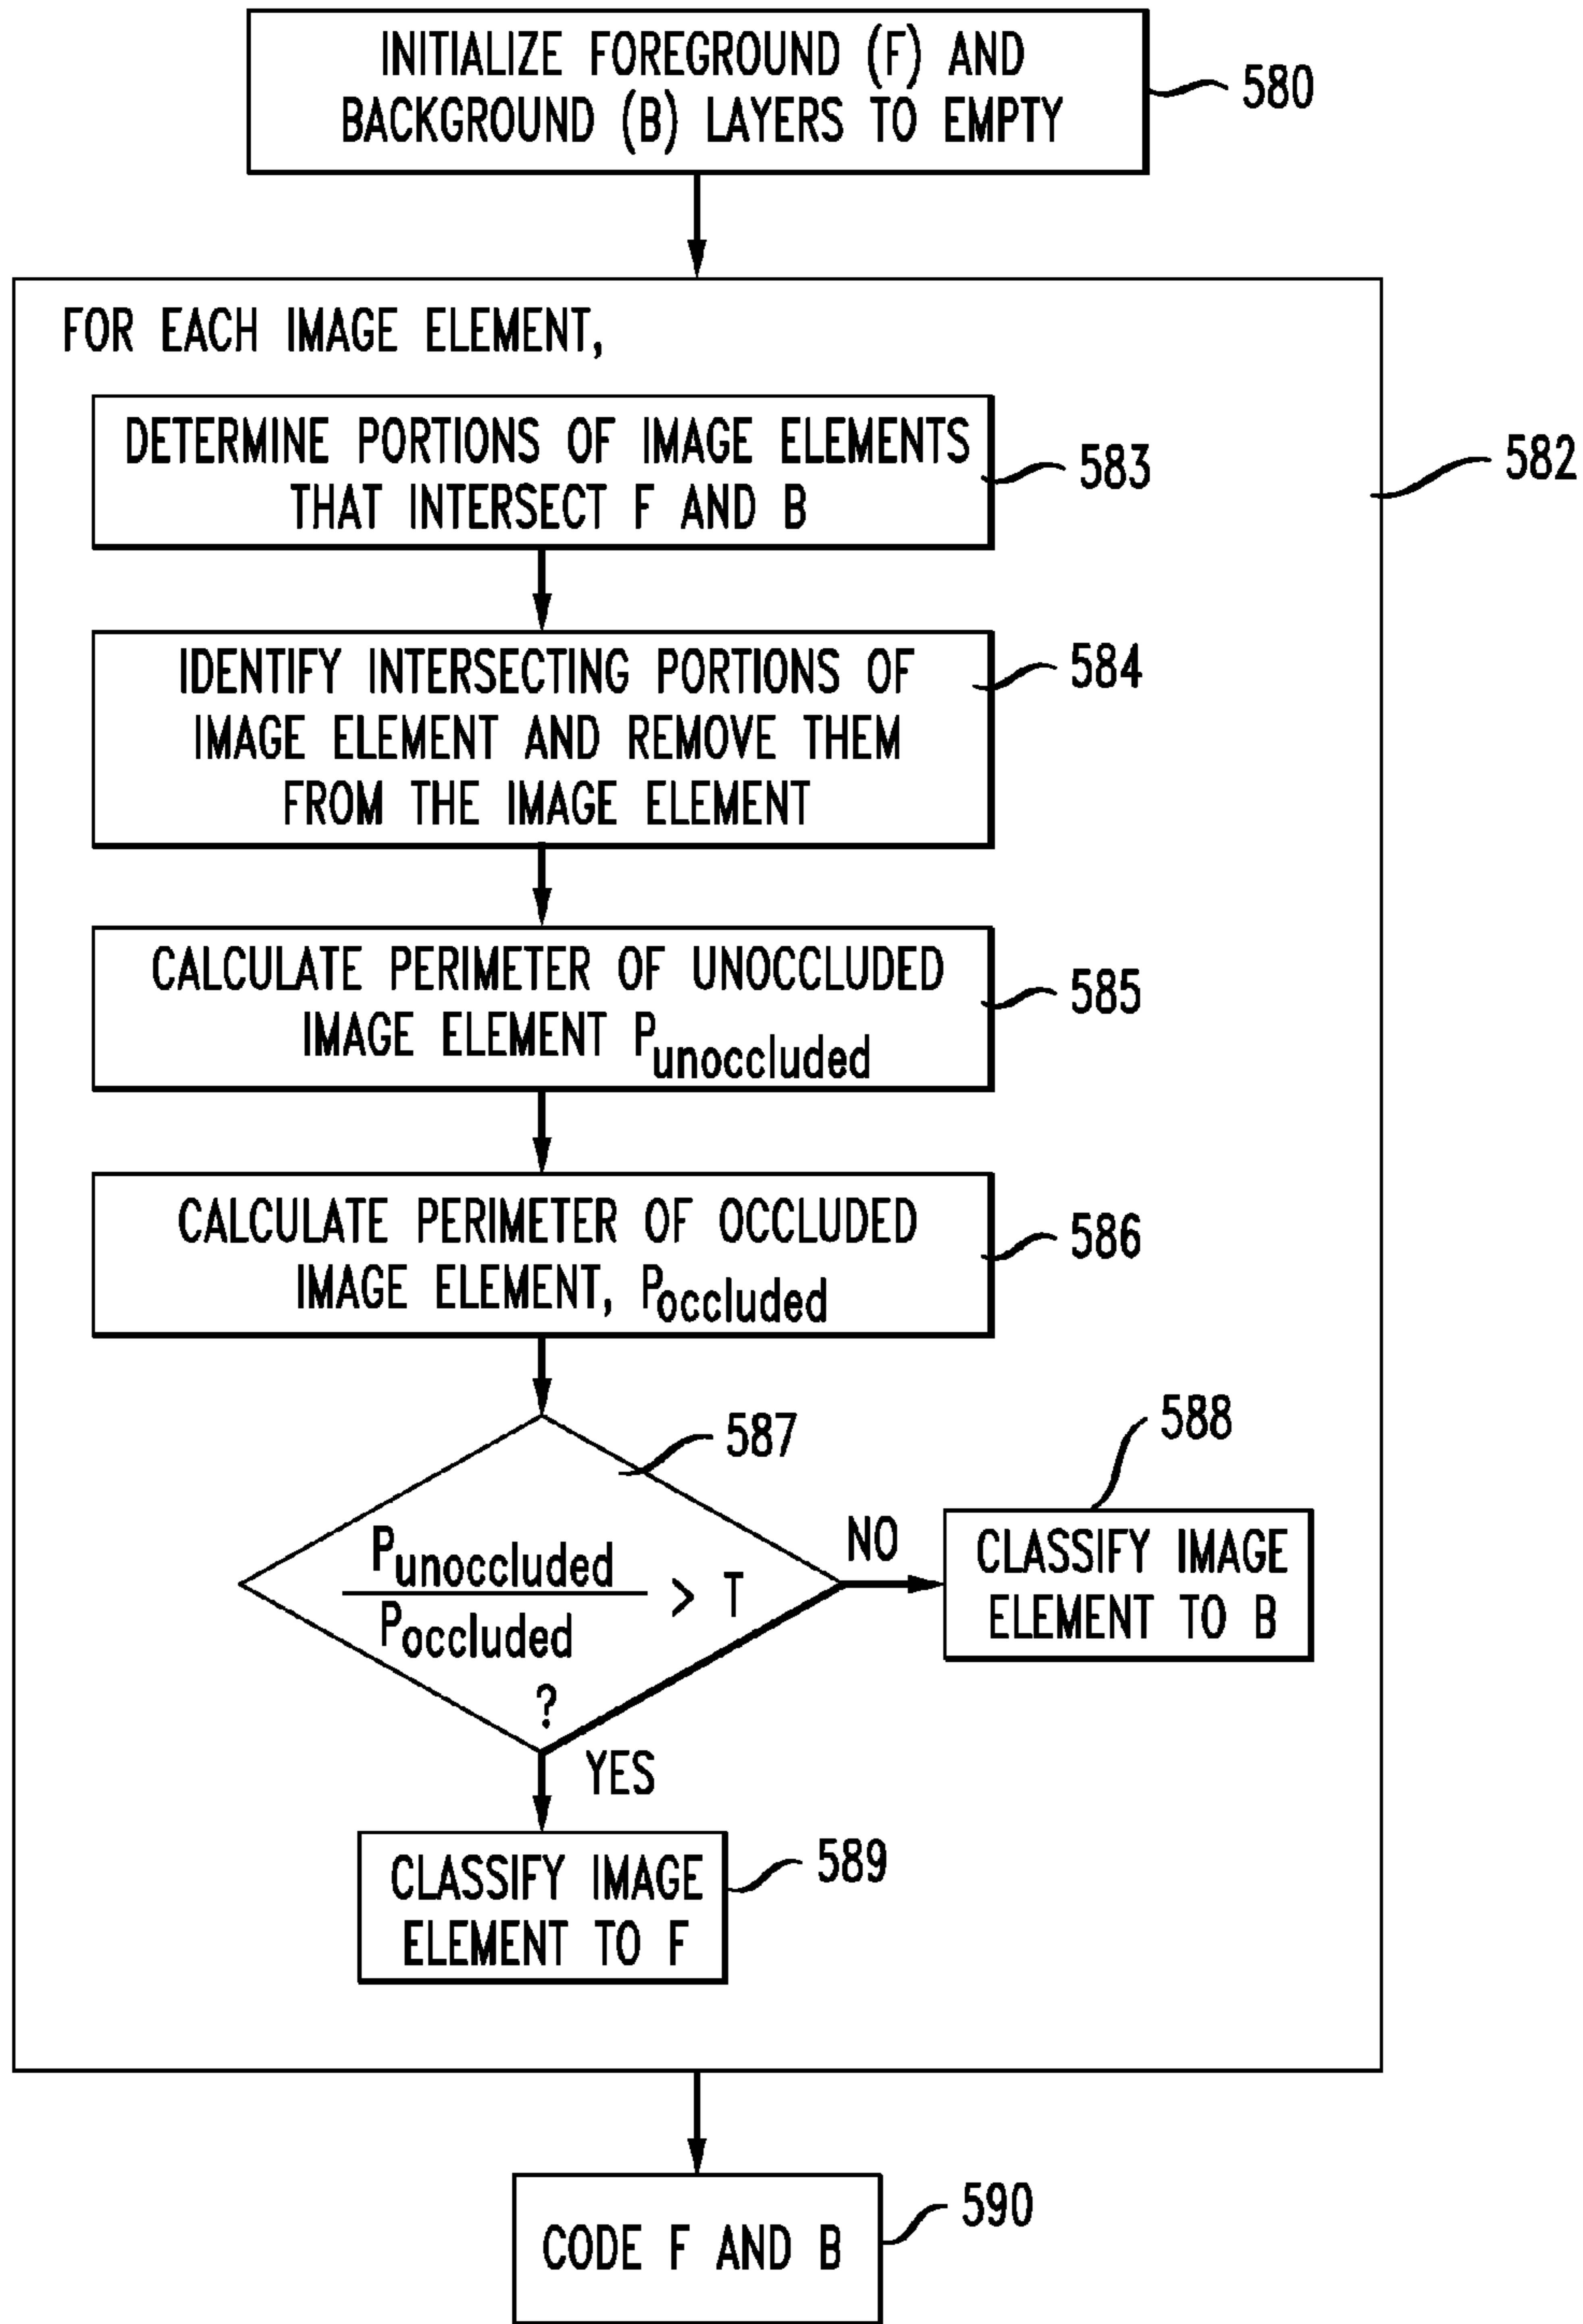 INITIALIZE FOREGROUND (F) AND
BACKGROUND (B) LAYERS TO EMPTY
580
FOR EACH IMAGE ELEMENT,
582
DETERMINE PORTIONS OF IMAGE ELEMENTS
THAT INTERSECT F AND B
583
IDENTIFY INTERSECTING PORTIONS OF
IMAGE ELEMENT AND REMOVE THEM
FROM THE IMAGE ELEMENT
584
CALCULATE PERIMETER OF UNOCCLUDED
IMAGE ELEMENT Punoccluded
585
CALCULATE PERIMETER OF OCCLUDED
IMAGE ELEMENT, Poccluded
586
587
Punoccluded
Poccluded
> T
?
NO
588
CLASSIFY IMAGE
ELEMENT TO B
YES
589
CLASSIFY IMAGE
ELEMENT TO F
CODE F AND B
590